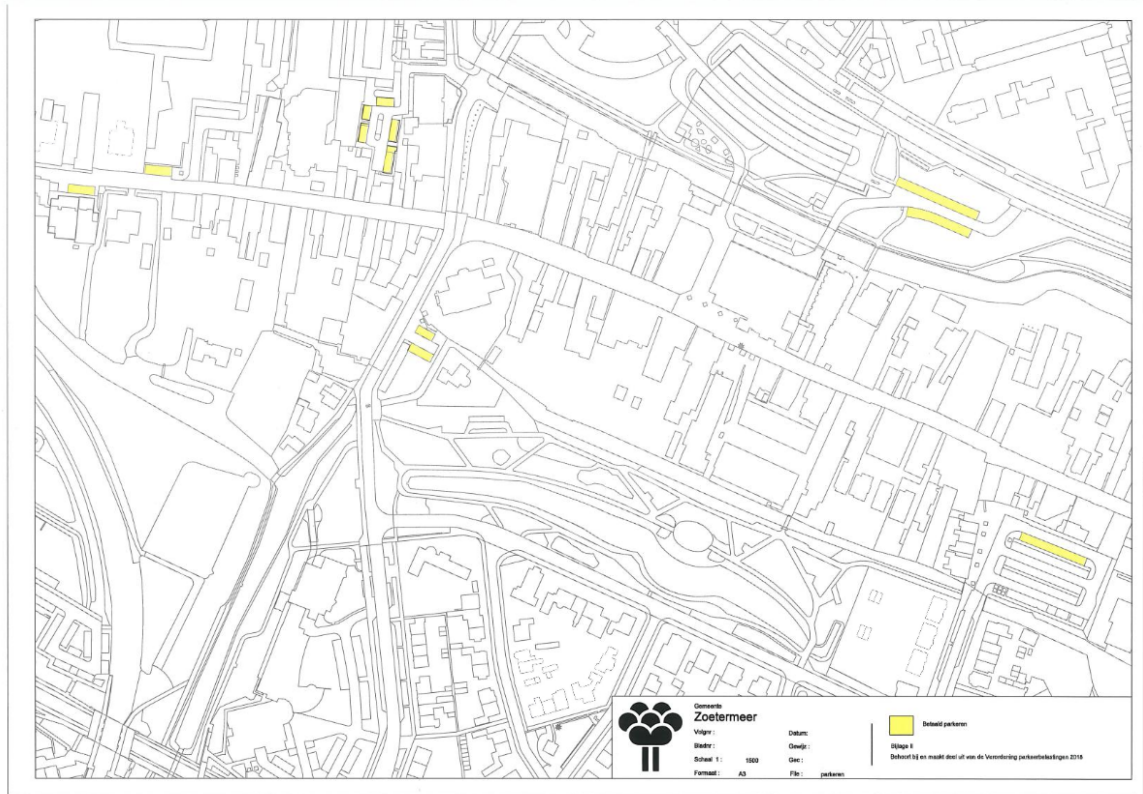 Gemeente
Zoetermeer
Volgnr :
Datum:
Bladnr :
Gewijz :
Schaal 1 : 1500
Gec :
Formaat : A3
File : parkeren
Betaald parkeren
Bijlage II
Behoort bij en maakt deel uit van de Verordening parkeerbelastingen 2018